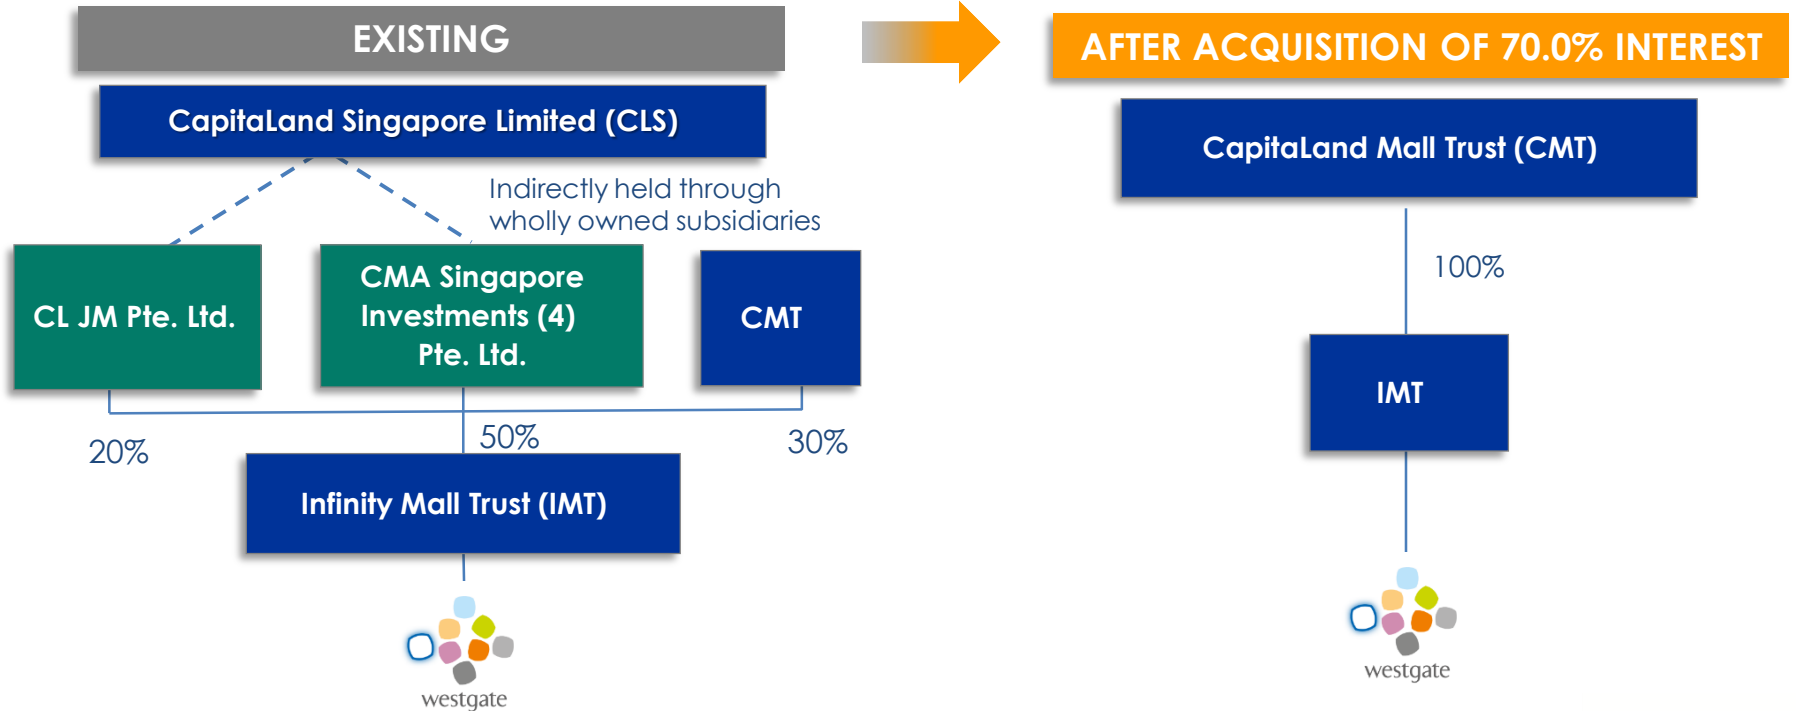 EXISTING
CapitaLand Singapore Limited (CLS)
Indirectly held through
wholly owned subsidiaries
CL JM Pte. Ltd.
CMA Singapore
Investments (4)
Pte. Ltd.
CMT
20%
50%
30%
Infinity Mall Trust (IMT)
westgate
AFTER ACQUISITION OF 70.0% INTEREST
CapitaLand Mall Trust (CMT)
100%
IMT
westgate